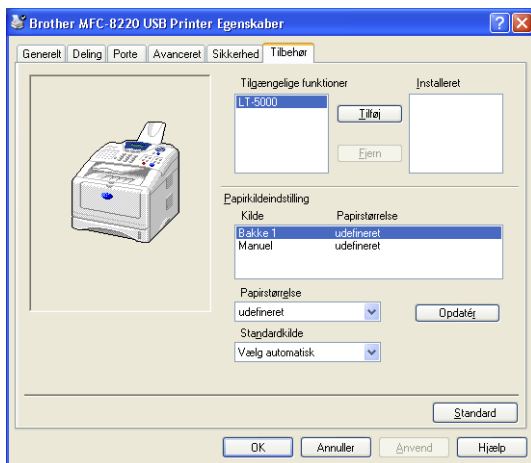 Brother MFC-8220 USB Printer Egenskaber
Generelt Deling Porte Avanceret Sikkerhed Tilbehør
Tilgængelige funktioner Installeret
LT-5000
Tilføj
Fjern
Papirkildeindstilling
Kilde Papirstørrelse
Bakke 1 udefineret
Manuel udefineret
Papirstørrelse
udefineret Opdatér
Standardkilde
Vælg automatisk
Standard
OK Annuller Anvend Hjælp